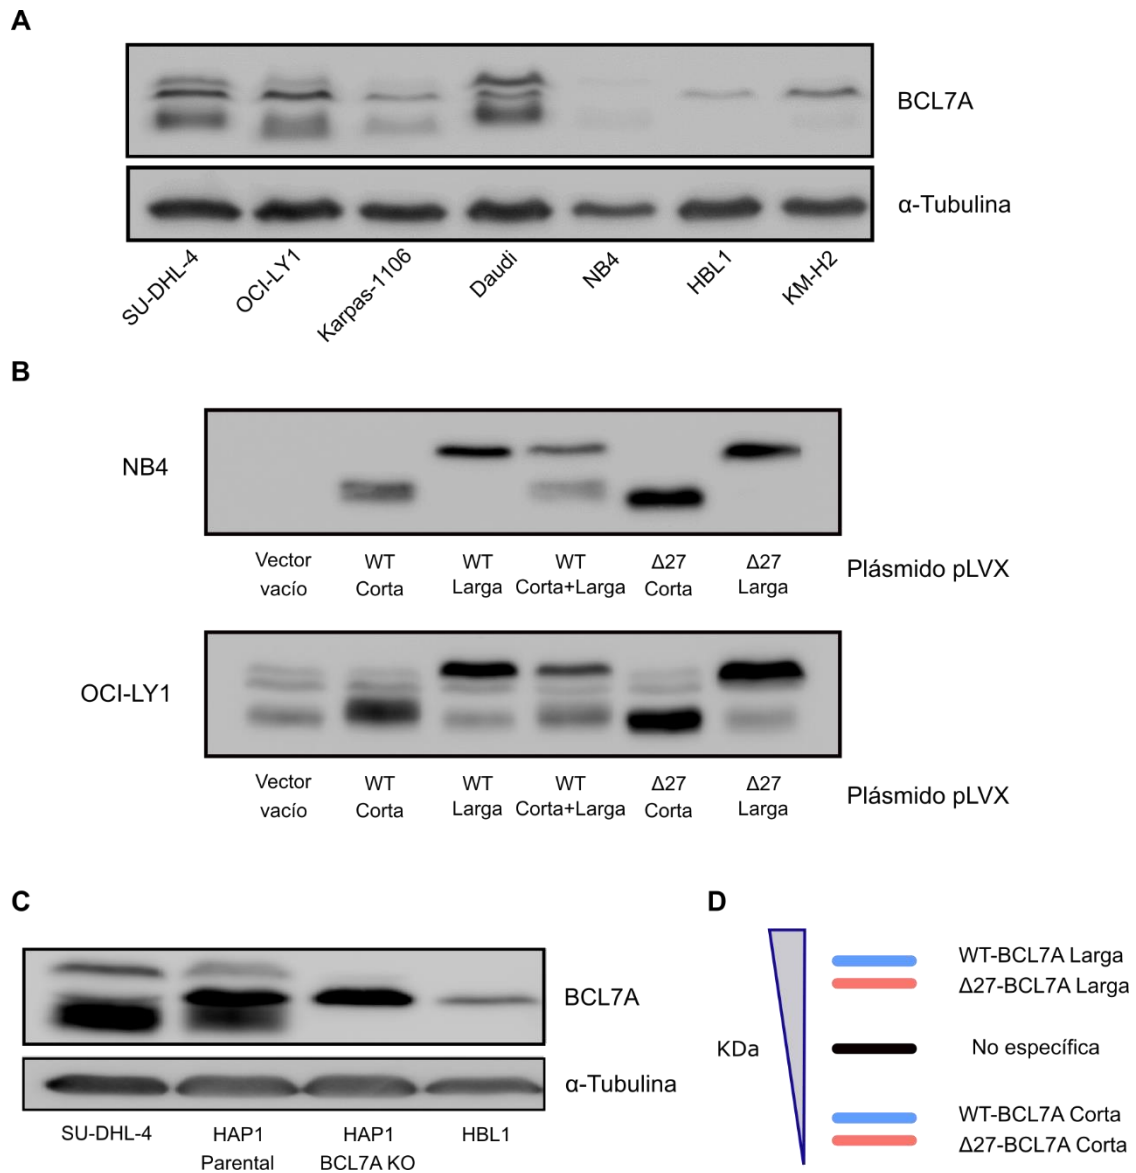 A
BCL7A
α-Tubulina
SU-DHL-4
OCI-LY1
Karpas-1106
Daudi
NB4
HBL1
KM-H2
B
NB4
Vector vacío
WT Corta
WT Larga
WT Corta+Larga
Δ27 Corta
Δ27 Larga
Plásmido pLVX
OCI-LY1
Vector vacío
WT Corta
WT Larga
WT Corta+Larga
Δ27 Corta
Δ27 Larga
Plásmido pLVX
C
BCL7A
α-Tubulina
SU-DHL-4
HAP1 Parental
HAP1 BCL7A KO
HBL1
D
KDa
WT-BCL7A Larga
Δ27-BCL7A Larga
No específica
WT-BCL7A Corta
Δ27-BCL7A Corta